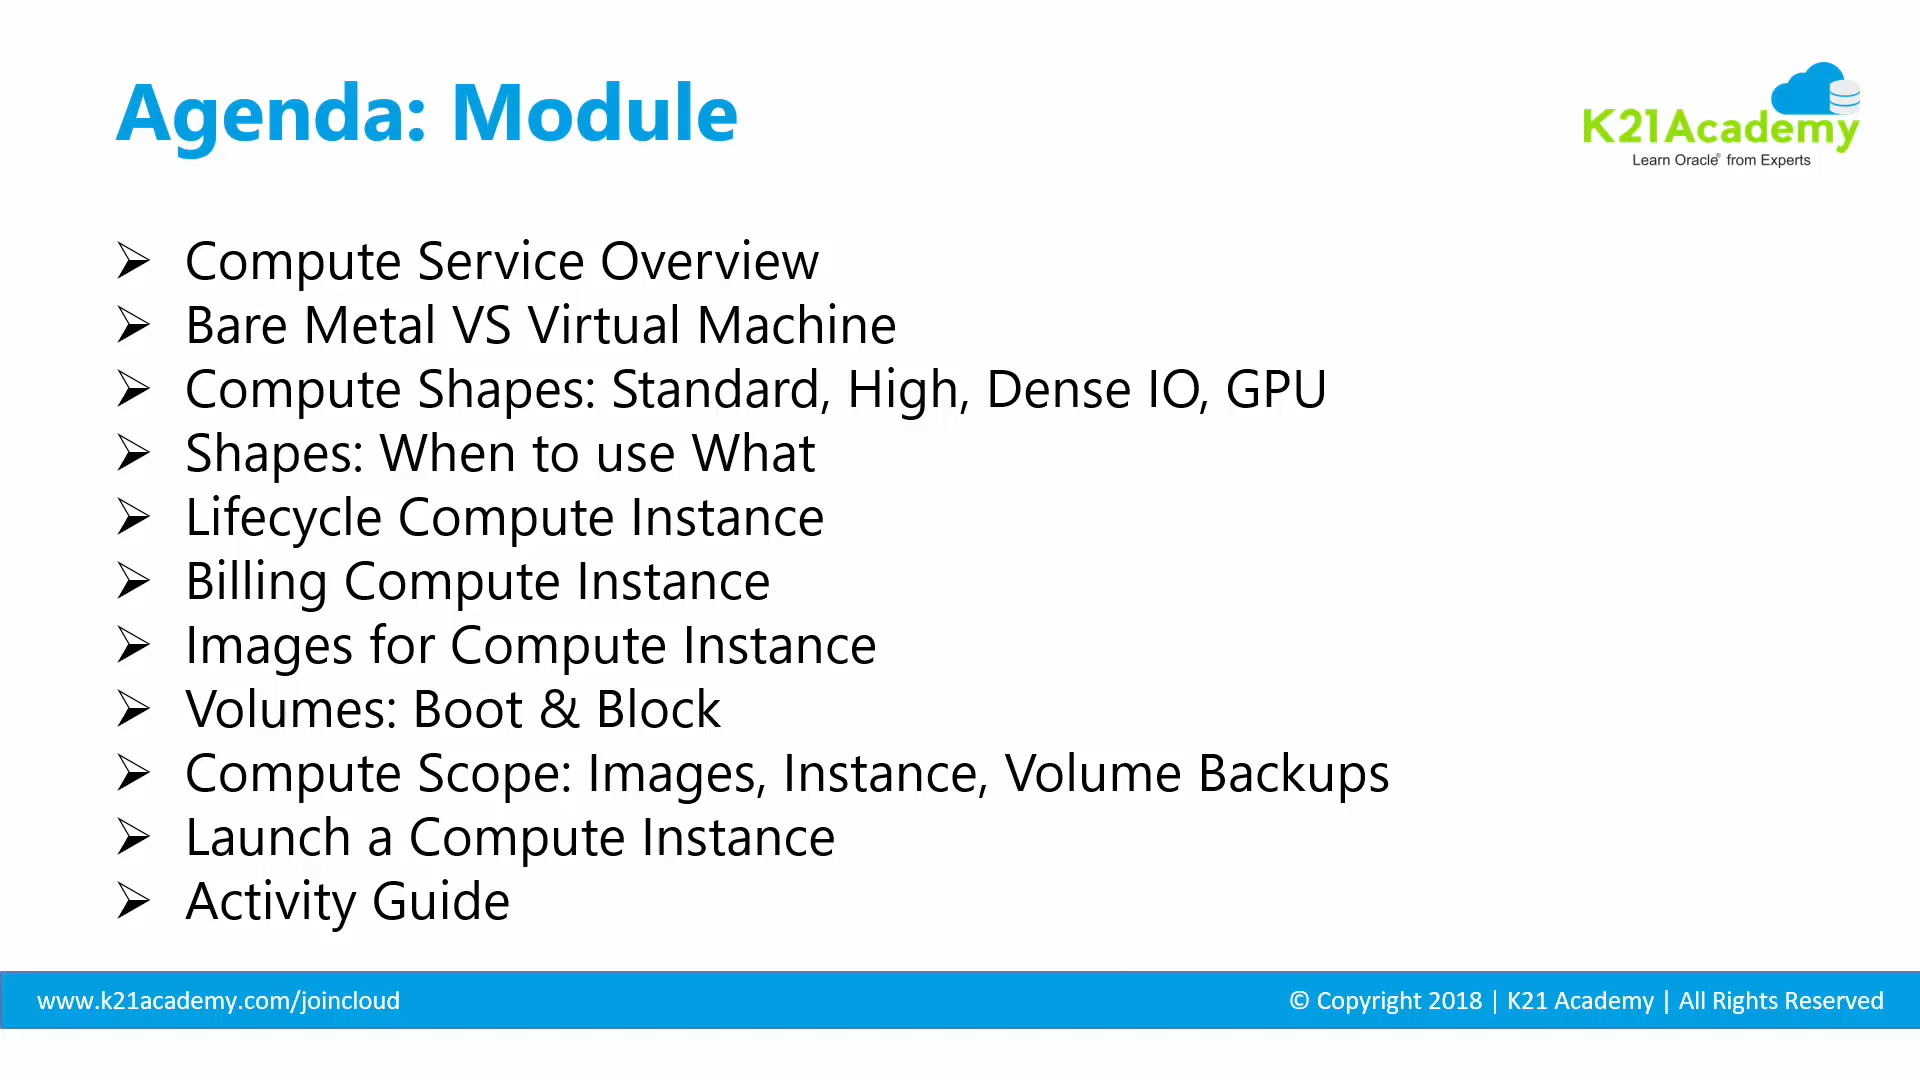 Agenda: Module
K21Academy
Learn Oracle® from Experts
➢ Compute Service Overview
➢ Bare Metal VS Virtual Machine
➢ Compute Shapes: Standard, High, Dense IO, GPU
➢ Shapes: When to use What
➢ Lifecycle Compute Instance
➢ Billing Compute Instance
➢ Images for Compute Instance
➢ Volumes: Boot & Block
➢ Compute Scope: Images, Instance, Volume Backups
➢ Launch a Compute Instance
➢ Activity Guide
www.k21academy.com/joincloud
© Copyright 2018 | K21 Academy | All Rights Reserved